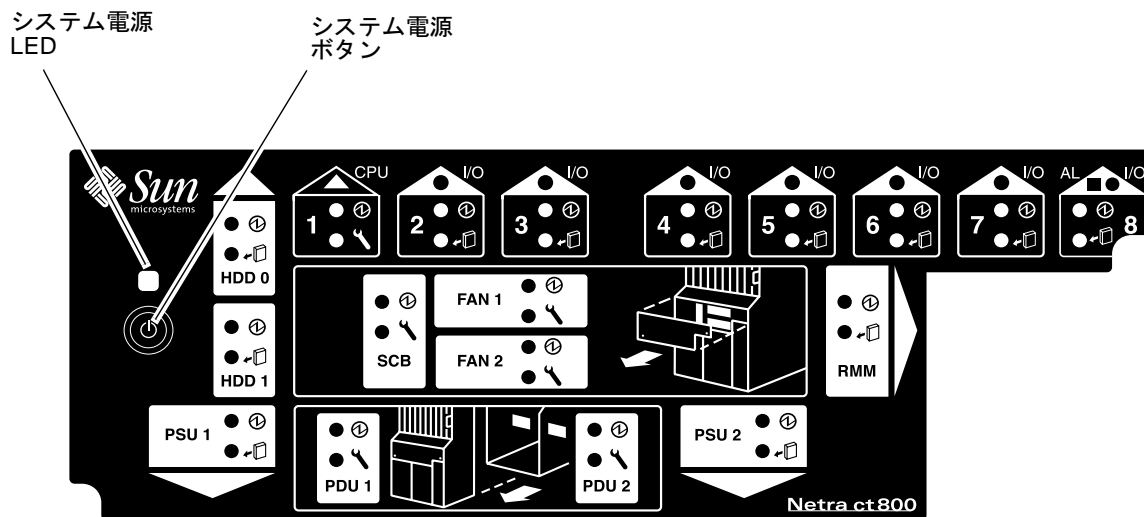 システム電源
LED
システム電源
ボタン
Sun
microsystems
CPU
1
I/O
2
I/O
3
I/O
4
I/O
5
I/O
6
I/O
7
AL
I/O
8
HDD 0
HDD 1
SCB
FAN 1
FAN 2
RMM
PSU 1
PDU 1
PDU 2
PSU 2
Netra ct800